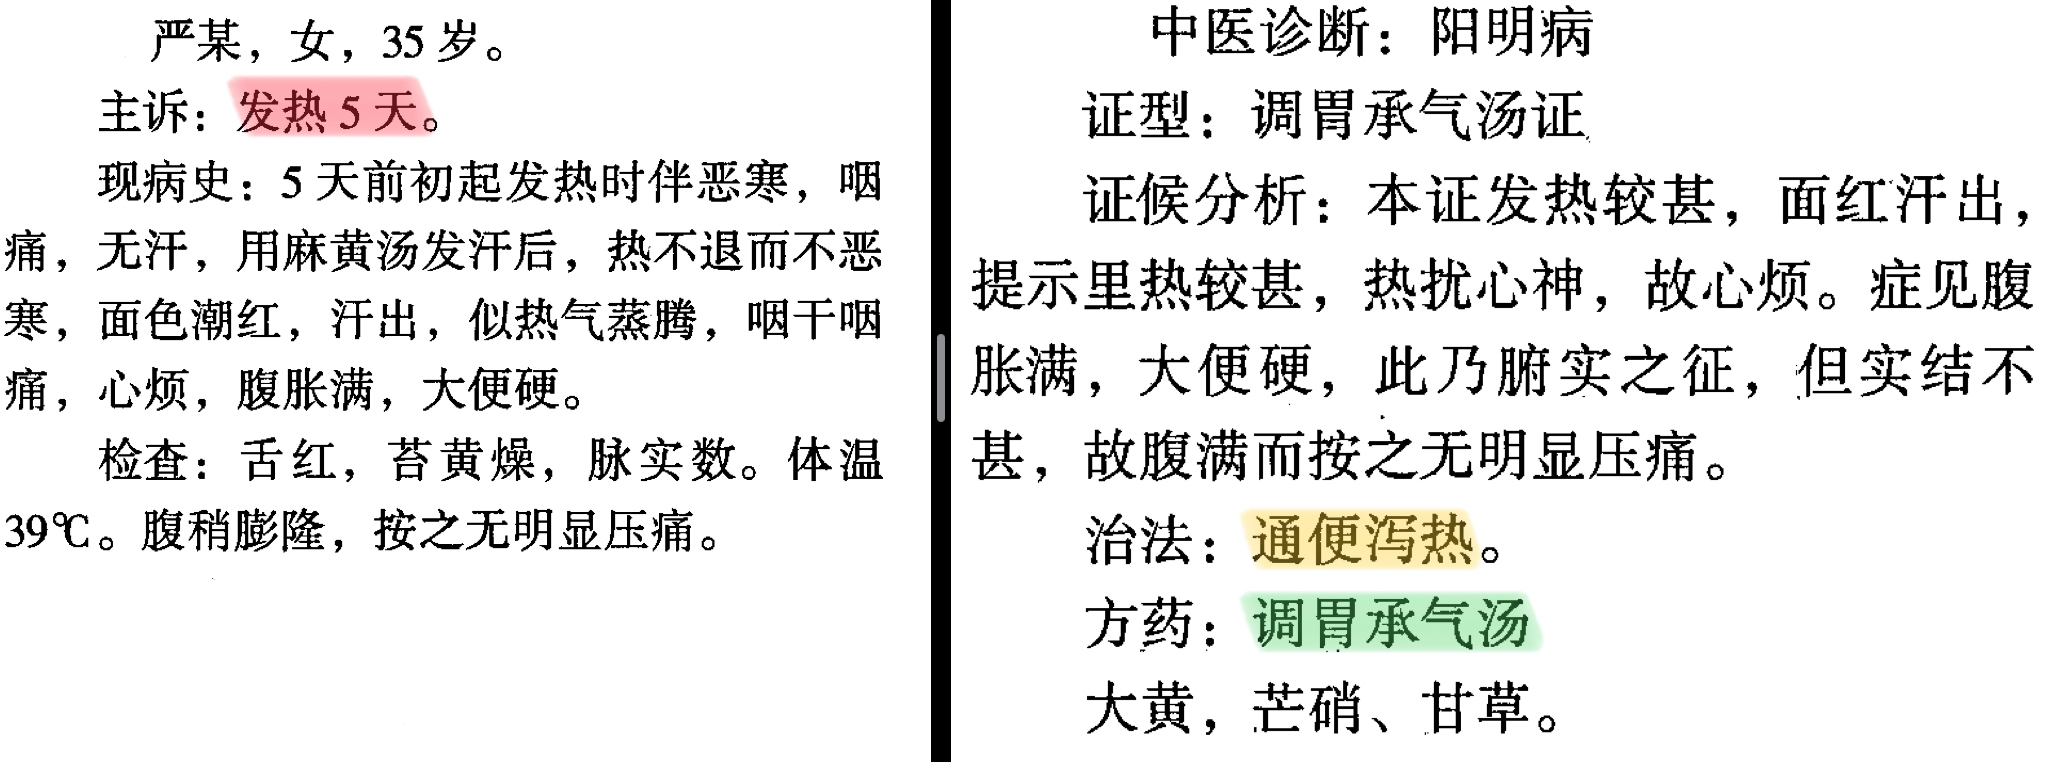 严某，女，35岁。
主诉：发热5天。
现病史：5天前初起发热时伴恶寒，咽
痛，无汗，用麻黄汤发汗后，热不退而不恶
寒，面色潮红，汗出，似热气蒸腾，咽干咽
痛，心烦，腹胀满，大便硬。
检查：舌红，苔黄燥，脉实数。体温
39℃。腹稍膨隆，按之无明显压痛。
中医诊断：阳明病
证型：调胃承气汤证
证候分析：本证发热较甚，面红汗出，
提示里热较甚，热扰心神，故心烦。症见腹
胀满，大便硬，此乃腑实之征，但实结不
甚，故腹满而按之无明显压痛。
治法：通便泻热。
方药：调胃承气汤
大黄，芒硝、甘草。